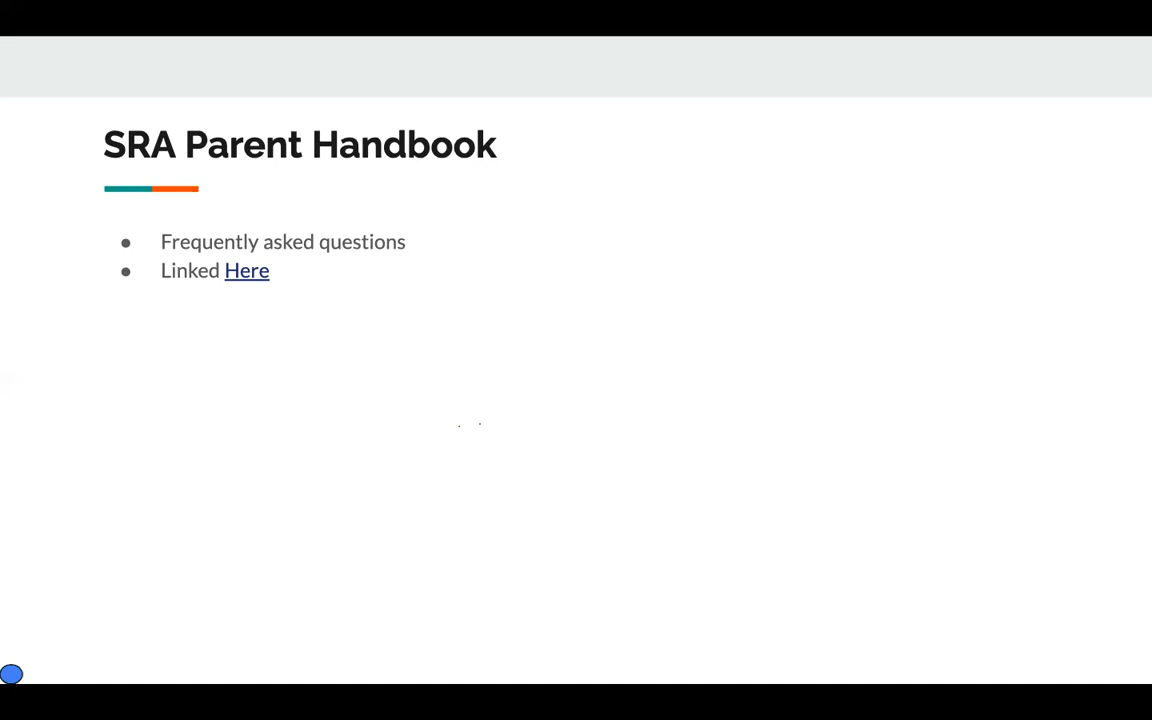 SRA Parent Handbook
● Frequently asked questions
● Linked Here